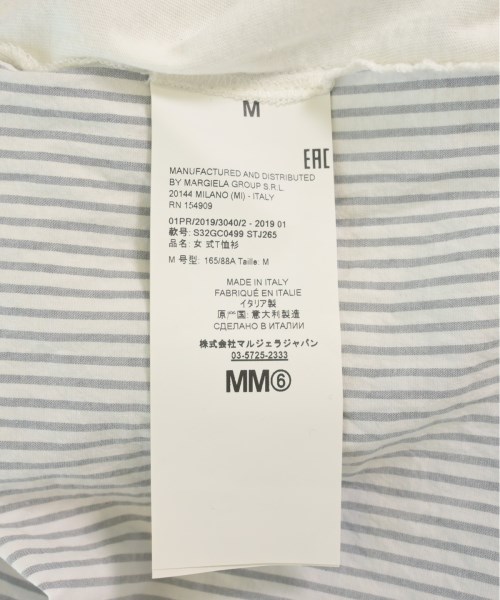 M
EAC
MANUFACTURED AND DISTRIBUTED
BY MARGIELA GROUP S.R.L.
20144 MILANO (MI) - ITALY
RN 154909
01PR/2019/3040/2 - 2019 01
款号: S32GC0499 STJ265
品名: 女 式T恤衫
M 号型: 165/88A Taille: M
MADE IN ITALY
FABRIQUÉ EN ITALIE
イタリア製
原产国: 意大利製造
СДЕЛАНО В ИТАЛИИ
株式会社マルジェラジャパン
03-5725-2333
MM⑥